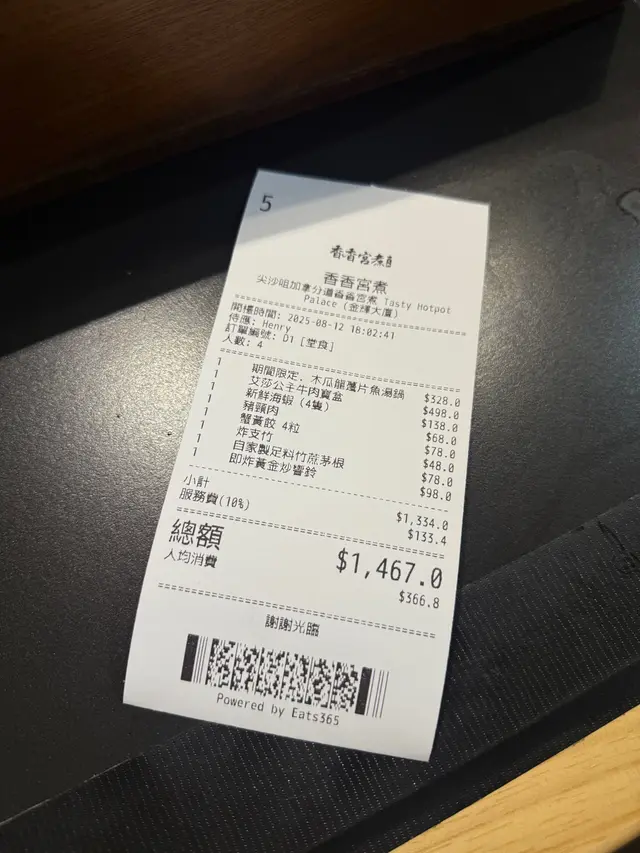 5
香香宮煮
香香宮煮
尖沙咀加拿分道香香宮煮 Tasty Hotpot
Palace (金輝大廈)
開檯時間: 2025-08-12 18:02:41
侍應: Henry
訂單編號: D1 [堂食]
人數: 4
1 期間限定．木瓜龍躉片魚湯鍋 $328.0
1 艾莎公主牛肉寶盒 $498.0
1 新鮮海蝦 (4隻) $138.0
1 豬頸肉 $68.0
1 蟹黃餃 4粒 $78.0
1 炸支竹 $48.0
1 自家製足料竹蔗茅根 $78.0
1 即炸黃金炒響鈴 $98.0
小計 $1,334.0
服務費(10%) $133.4
總額 $1,467.0
人均消費 $366.8
謝謝光臨
Powered by Eats365